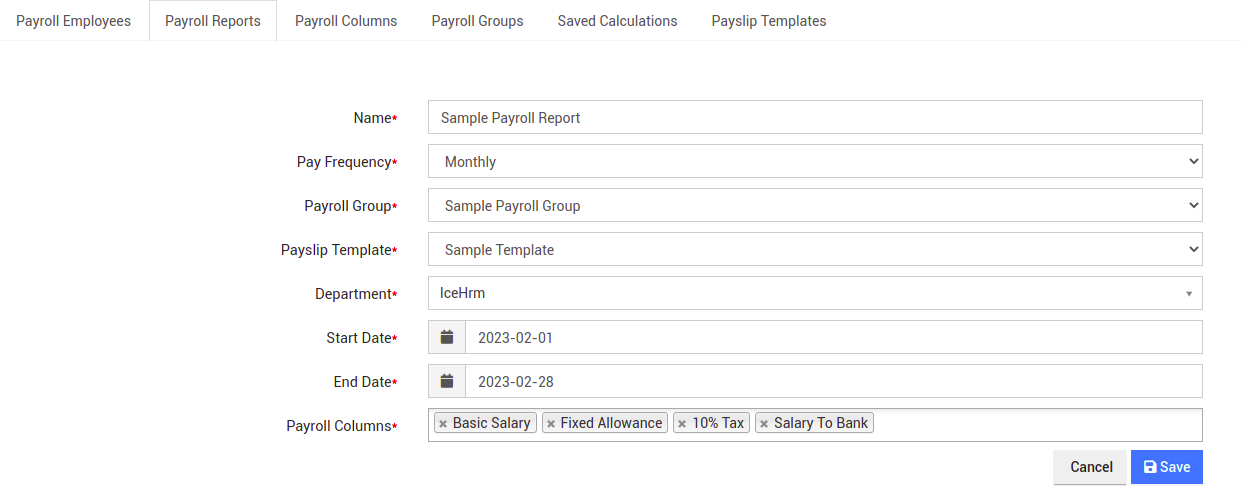 Payroll Employees Payroll Reports Payroll Columns Payroll Groups Saved Calculations Payslip Templates
Name* Sample Payroll Report
Pay Frequency* Monthly
Payroll Group* Sample Payroll Group
Payslip Template* Sample Template
Department* IceHrm
Start Date* 2023-02-01
End Date* 2023-02-28
Payroll Columns* × Basic Salary × Fixed Allowance × 10% Tax × Salary To Bank
Cancel Save